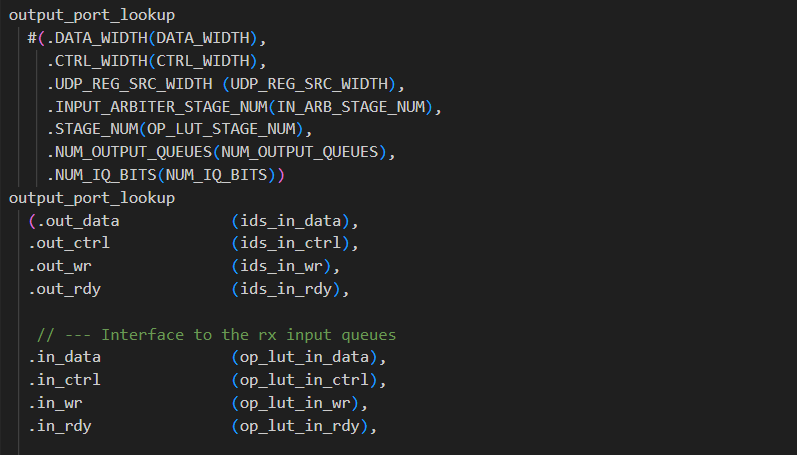 output_port_lookup
#(.DATA_WIDTH(DATA_WIDTH),
.CTRL_WIDTH(CTRL_WIDTH),
.UDP_REG_SRC_WIDTH (UDP_REG_SRC_WIDTH),
.INPUT_ARBITER_STAGE_NUM(IN_ARB_STAGE_NUM),
.STAGE_NUM(OP_LUT_STAGE_NUM),
.NUM_OUTPUT_QUEUES(NUM_OUTPUT_QUEUES),
.NUM_IQ_BITS(NUM_IQ_BITS))
output_port_lookup
(.out_data (ids_in_data),
.out_ctrl (ids_in_ctrl),
.out_wr (ids_in_wr),
.out_rdy (ids_in_rdy),
// --- Interface to the rx input queues
.in_data (op_lut_in_data),
.in_ctrl (op_lut_in_ctrl),
.in_wr (op_lut_in_wr),
.in_rdy (op_lut_in_rdy),